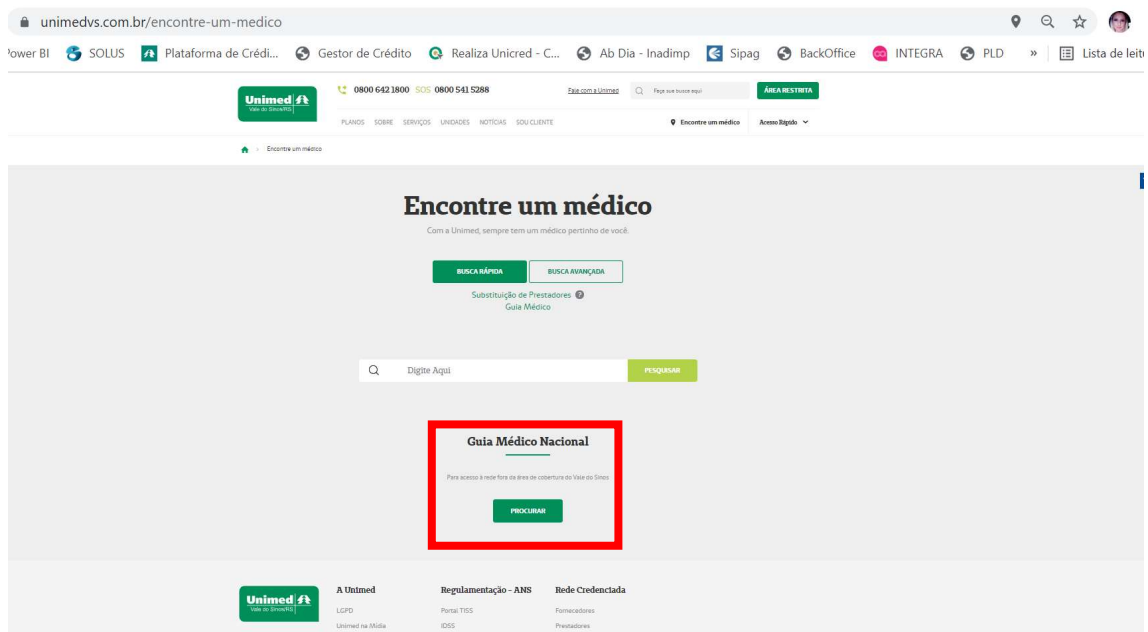 unimedvs.com.br/encontre-um-medico
Power BI SOLUS Plataforma de Crédi... Gestor de Crédito Realiza Unicred - C... Ab Dia - Inadimp Sipag BackOffice INTEGRA PLD » Lista de leitu
Unimed
Vale do Sinos/RS
0800 642 1800 SOS 0800 541 5288
Fale com a Unimed
Faça sua busca aqui
ÁREA RESTRITA
PLANOS SOBRE SERVIÇOS UNIDADES NOTÍCIAS SOU CLIENTE
Encontre um médico
Acesso Rápido
Encontre um médico
Encontre um médico
Com a Unimed, sempre tem um médico pertinho de você.
BUSCA RÁPIDA BUSCA AVANÇADA
Substituição de Prestadores ?
Guia Médico
Digite Aqui PESQUISAR
Guia Médico Nacional
Para acesso à rede fora da área de cobertura do Vale do Sinos
PROCURAR
Unimed
Vale do Sinos/RS
A Unimed
LGPD
Unimed na Mídia
Regulamentação - ANS
Portal TISS
IDSS
Rede Credenciada
Fornecedores
Prestadores